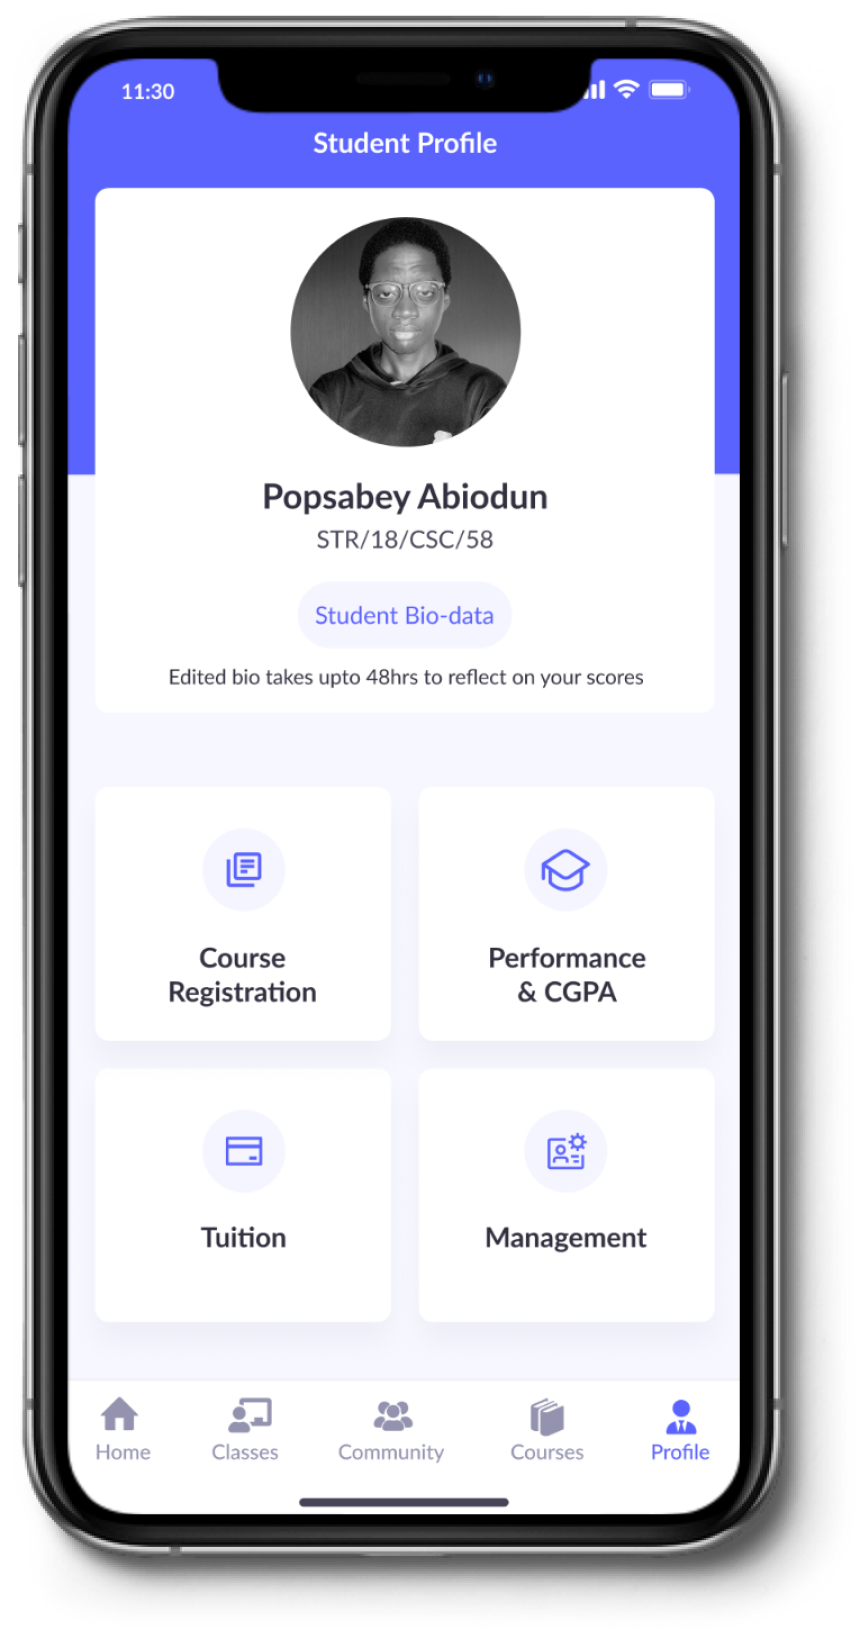 11:30
Student Profile
Popsabey Abiodun
STR/18/CSC/58
Student Bio-data
Edited bio takes upto 48hrs to reflect on your scores
Course
Registration
Performance
& CGPA
Tuition
Management
Home
Classes
Community
Courses
Profile